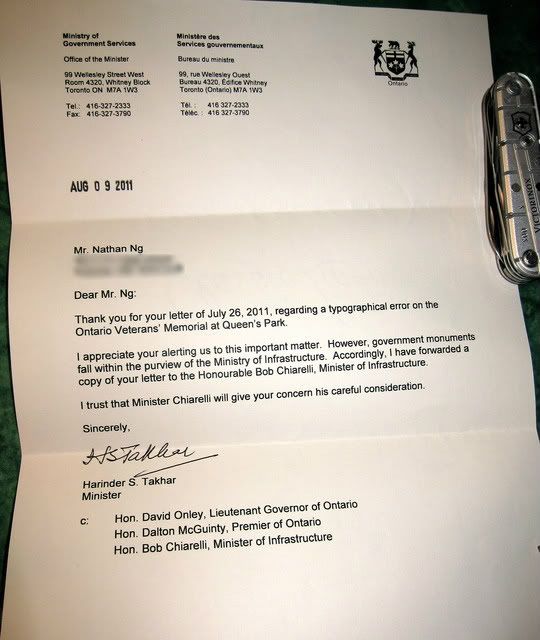 Ministry of
Government Services
Office of the Minister
99 Wellesley Street West
Room 4320, Whitney Block
Toronto ON M7A 1W3
Tel.: 416-327-2333
Fax: 416-327-3790
Ministère des
Services gouvernementaux
Bureau du ministre
99, rue Wellesley Ouest
Bureau 4320, Édifice Whitney
Toronto (Ontario) M7A 1W3
Tél. : 416-327-2333
Téléc. : 416 327-3790
Ontario
AUG 0 9 2011
Mr. Nathan Ng
Dear Mr. Ng:
Thank you for your letter of July 26, 2011, regarding a typographical error on the
Ontario Veterans' Memorial at Queen's Park.
I appreciate your alerting us to this important matter. However, government monuments
fall within the purview of the Ministry of Infrastructure. Accordingly, I have forwarded a
copy of your letter to the Honourable Bob Chiarelli, Minister of Infrastructure.
I trust that Minister Chiarelli will give your concern his careful consideration.
Sincerely,
HSTakhar
Harinder S. Takhar
Minister
c: Hon. David Onley, Lieutenant Governor of Ontario
Hon. Dalton McGuinty, Premier of Ontario
Hon. Bob Chiarelli, Minister of Infrastructure
VICTORINOX